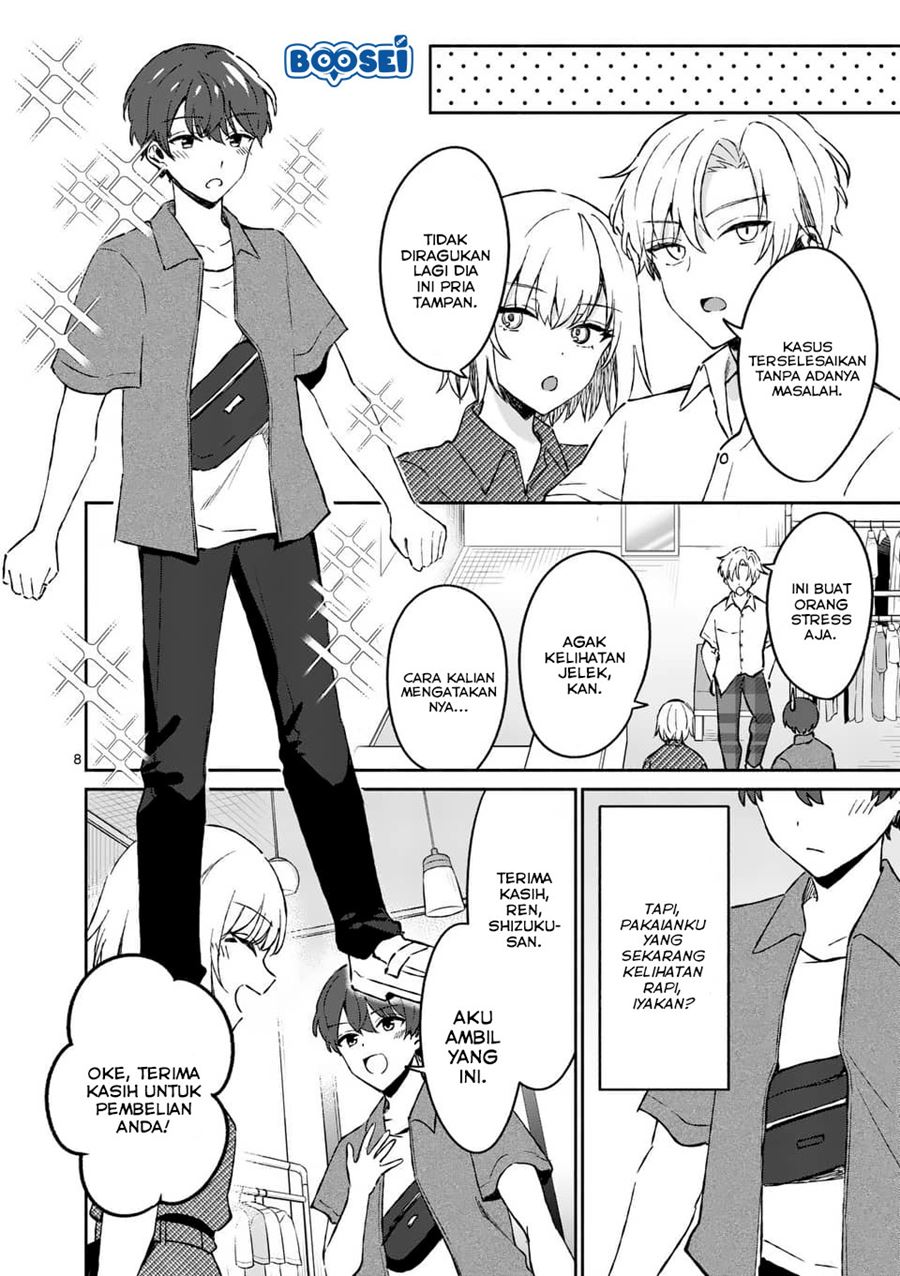 BOOSEI
KASUS
TERSELESAIKAN
TANPA ADANYA
MASALAH.
TIDAK
DIRAGUKAN
LAGI DIA
INI PRIA
TAMPAN.
INI BUAT
ORANG
STRESS
AJA.
AGAK
KELIHATAN
JELEK,
KAN.
CARA KALIAN
MENGATAKAN
NYA...
8
TAPI,
PAKAIANKU
YANG
SEKARANG
KELIHATAN
RAPI,
IYAKAN?
TERIMA
KASIH,
REN,
SHIZUKU-
SAN.
AKU
AMBIL
YANG
INI.
OKE, TERIMA
KASIH UNTUK
PEMBELIAN
ANDA!